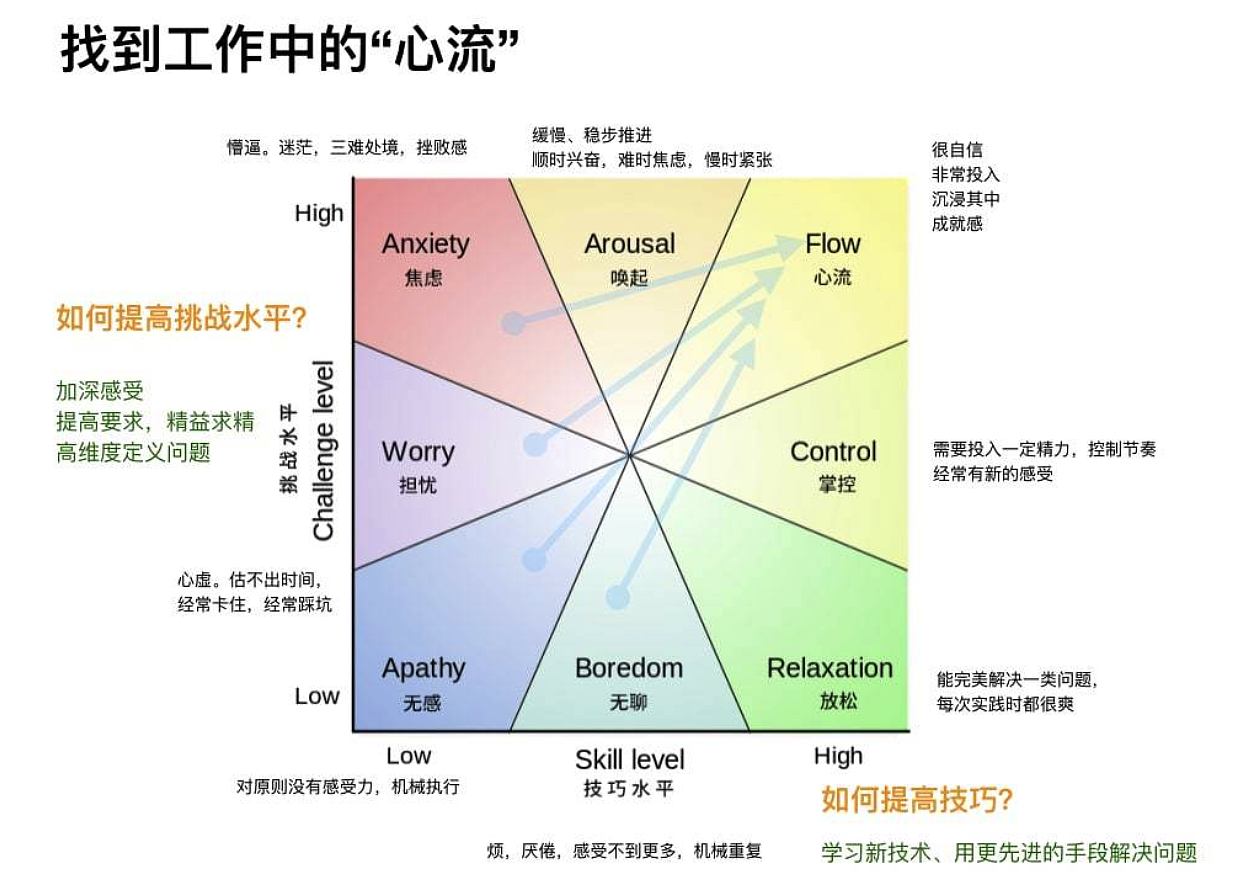 找到工作中的“心流”
懵逼。迷茫，三难处境，挫败感
缓慢、稳步推进
顺时兴奋，难时焦虑，慢时紧张
很自信
非常投入
沉浸其中
成就感
High
Anxiety
焦虑
Arousal
唤起
Flow
心流
如何提高挑战水平?
加深感受
提高要求，精益求精
高维度定义问题
挑战水平
Challenge level
Worry
担忧
Control
掌控
需要投入一定精力，控制节奏
经常有新的感受
心虚。估不出时间，
经常卡住，经常踩坑
Apathy
无感
Boredom
无聊
Relaxation
放松
能完美解决一类问题，
每次实践时都很爽
Low
Low
Skill level
High
对原则没有感受力，机械执行
技巧水平
如何提高技巧?
烦，厌倦，感受不到更多，机械重复
学习新技术、用更先进的手段解决问题